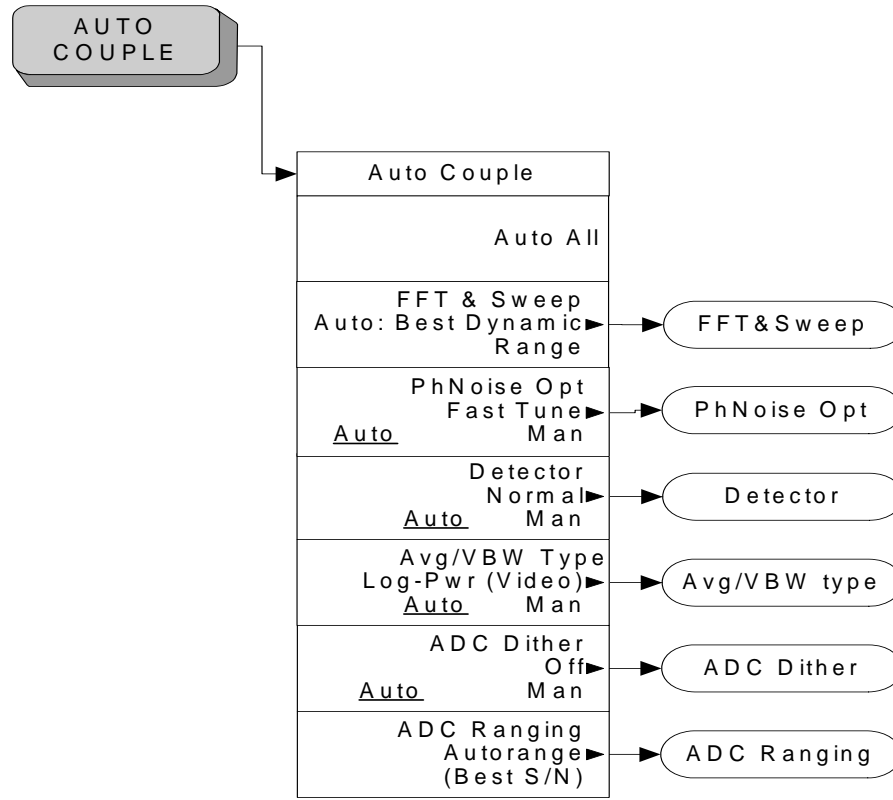 AUTO
COUPLE
Auto Couple
Auto All
FFT & Sweep
Auto: Best Dynamic
Range
FFT&Sweep
PhNoise Opt
Fast Tune
Auto Man
PhNoise Opt
Detector
Normal
Auto Man
Detector
Avg/VBW Type
Log-Pwr (Video)
Auto Man
Avg/VBW type
ADC Dither
Off
Auto Man
ADC Dither
ADC Ranging
Autorange
(Best S/N)
ADC Ranging